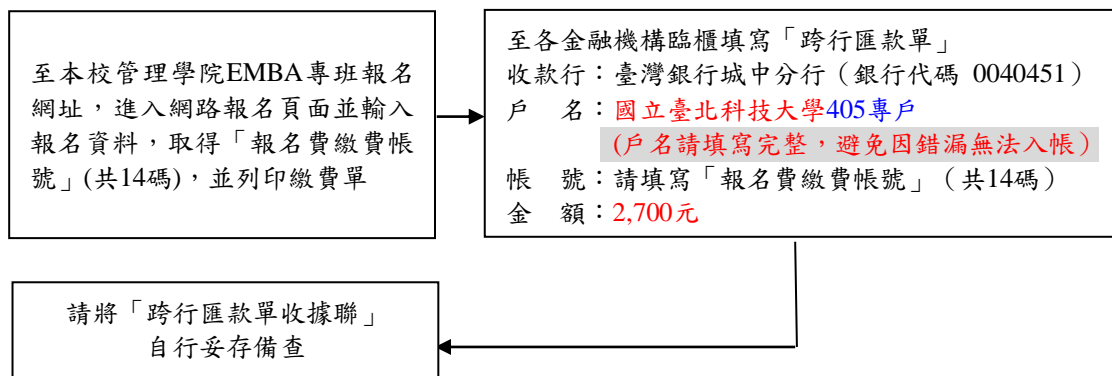 至本校管理學院EMBA專班報名
網址，進入網路報名頁面並輸入
報名資料，取得「報名費繳費帳
號」(共14碼)，並列印繳費單
至各金融機構臨櫃填寫「跨行匯款單」
收款行：臺灣銀行城中分行（銀行代碼 0040451）
戶　名：國立臺北科技大學405專戶
(戶名請填寫完整，避免因錯漏無法入帳）
帳　號：請填寫「報名費繳費帳號」（共14碼）
金　額：2,700元
請將「跨行匯款單收據聯」
自行妥存備查